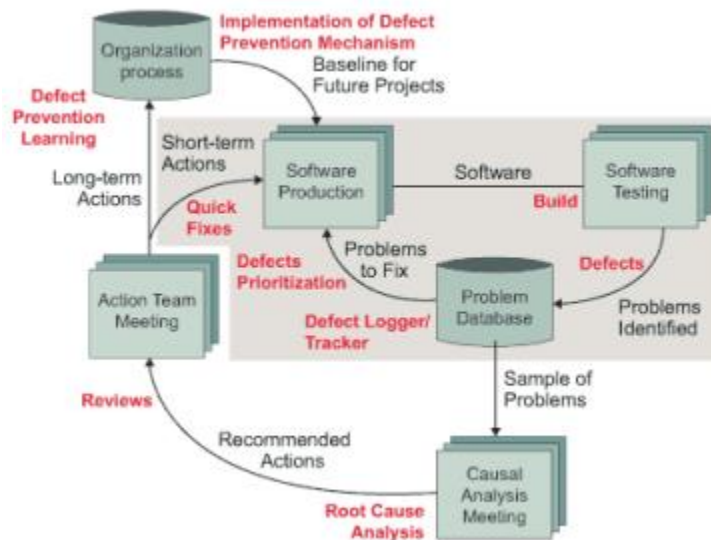 Implementation of Defect
Prevention Mechanism
Organization
process
Baseline for
Future Projects
Defect
Prevention
Learning
Short-term
Actions
Long-term
Actions
Quick
Fixes
Software
Production
Software
Build
Software
Testing
Defects
Prioritization
Problems
to Fix
Defects
Problem
Database
Problems
Identified
Defect Logger/
Tracker
Action Team
Meeting
Sample of
Problems
Reviews
Recommended
Actions
Causal
Analysis
Meeting
Root Cause
Analysis